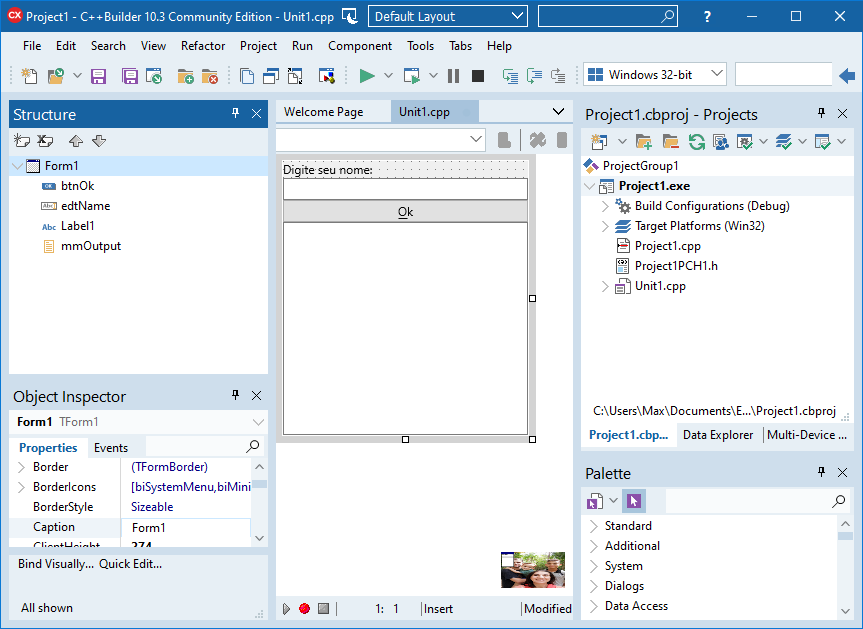 CX Project1 - C++Builder 10.3 Community Edition - Unit1.cpp Default Layout ?
File Edit Search View Refactor Project Run Component Tools Tabs Help
Windows 32-bit
Structure
Form1
OK btnOk
Abc edtName
Abc Label1
mmOutput
Object Inspector
Form1 TForm1
Properties Events
Border (TFormBorder)
BorderIcons [biSystemMenu,biMini
BorderStyle Sizeable
Caption Form1
ClientHeight 274
Bind Visually... Quick Edit...
All shown
Welcome Page Unit1.cpp
Digite seu nome:
Ok
1: 1 Insert Modified
Project1.cbproj - Projects
ProjectGroup1
Project1.exe
Build Configurations (Debug)
Target Platforms (Win32)
Project1.cpp
Project1PCH1.h
Unit1.cpp
C:\Users\Max\Documents\E...\Project1.cbproj
Project1.cbp... Data Explorer Multi-Device ...
Palette
Standard
Additional
System
Dialogs
Data Access